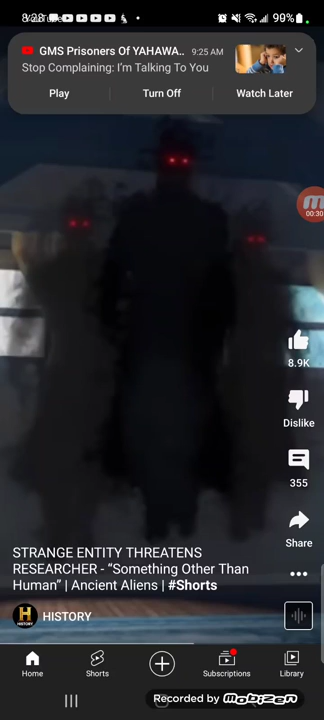 8:28
90%
GMS Prisoners Of YAHAWA.. 9:25 AM
Stop Complaining: I'm Talking To You
Play Turn Off Watch Later
00:30
8.9K
Dislike
355
Share
STRANGE ENTITY THREATENS
RESEARCHER - “Something Other Than
Human” | Ancient Aliens | #Shorts
H
HISTORY
HISTORY
Home Shorts Subscriptions Library
Recorded by MOBIZEN